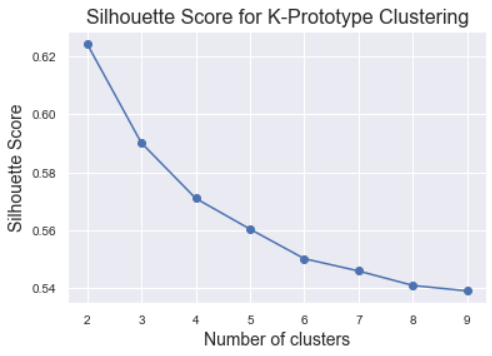 Silhouette Score for K-Prototype Clustering
Silhouette Score
0.62
0.60
0.58
0.56
0.54
2 3 4 5 6 7 8 9
Number of clusters